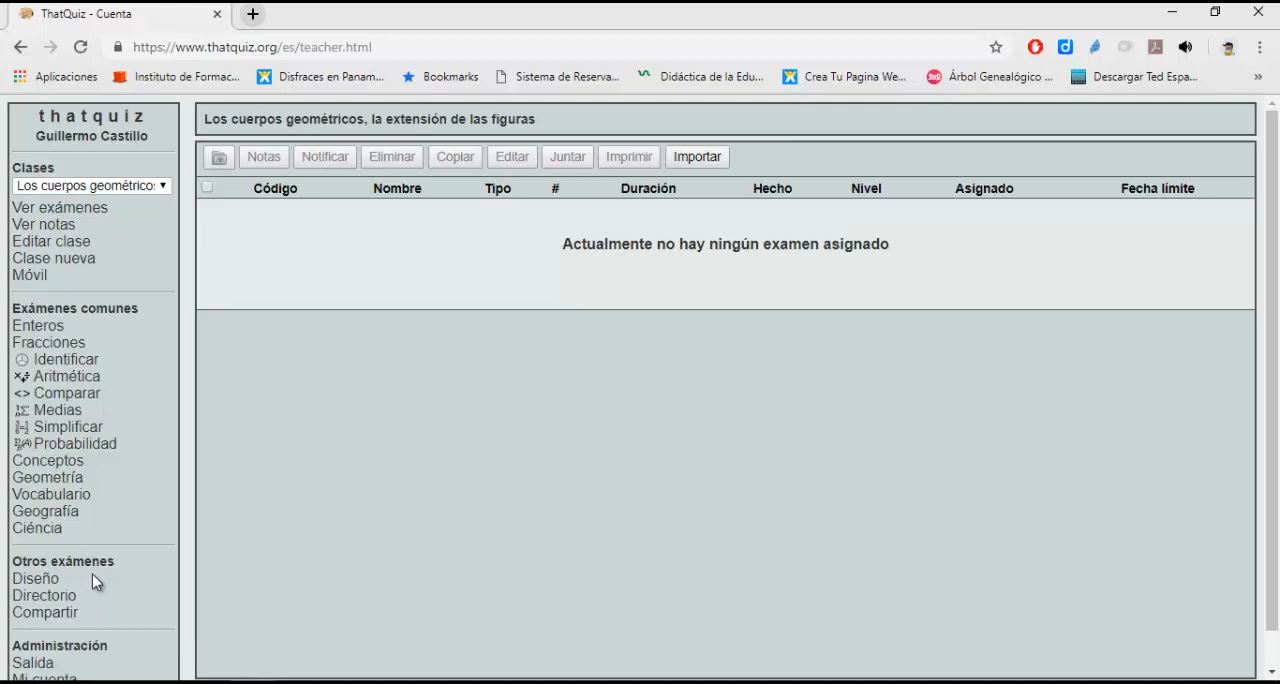 ThatQuiz - Cuenta
https://www.thatquiz.org/es/teacher.html
Aplicaciones Instituto de Formac... Disfraces en Panam... Bookmarks Sistema de Reserva... Didáctica de la Edu... Crea Tu Pagina We... Árbol Genealógico ... Descargar Ted Espa... »
thatquiz
Guillermo Castillo
Clases
Los cuerpos geométrico:
Ver exámenes
Ver notas
Editar clase
Clase nueva
Móvil
Exámenes comunes
Enteros
Fracciones
Identificar
Aritmética
<> Comparar
Medias
Simplificar
Probabilidad
Conceptos
Geometría
Vocabulario
Geografía
Ciéncia
Otros exámenes
Diseño
Directorio
Compartir
Administración
Salida
Mi cuenta
Los cuerpos geométricos, la extensión de las figuras
Notas Notificar Eliminar Copiar Editar Juntar Imprimir Importar
Código Nombre Tipo # Duración Hecho Nivel Asignado Fecha límite
Actualmente no hay ningún examen asignado